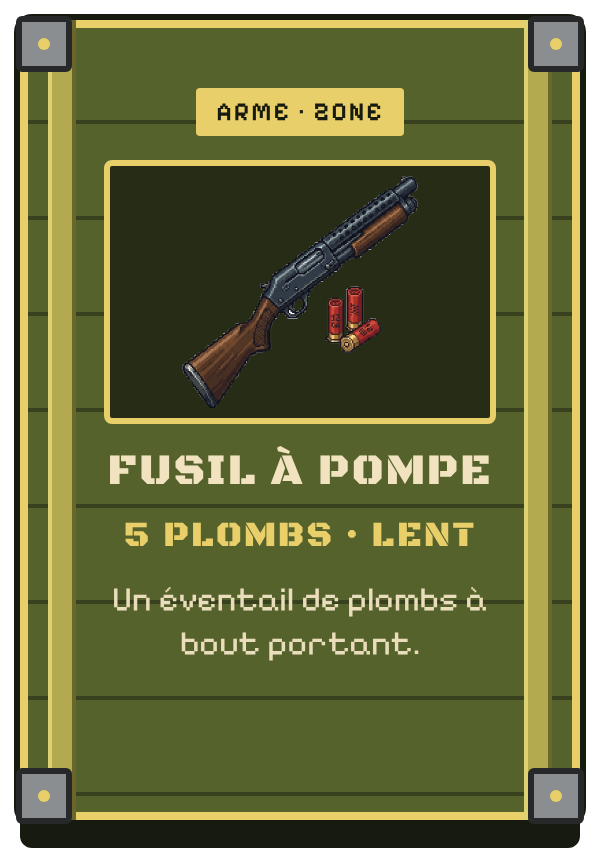 ARME · ZONE
FUSIL À POMPE
5 PLOMBS · LENT
Un éventail de plombs à
bout portant.